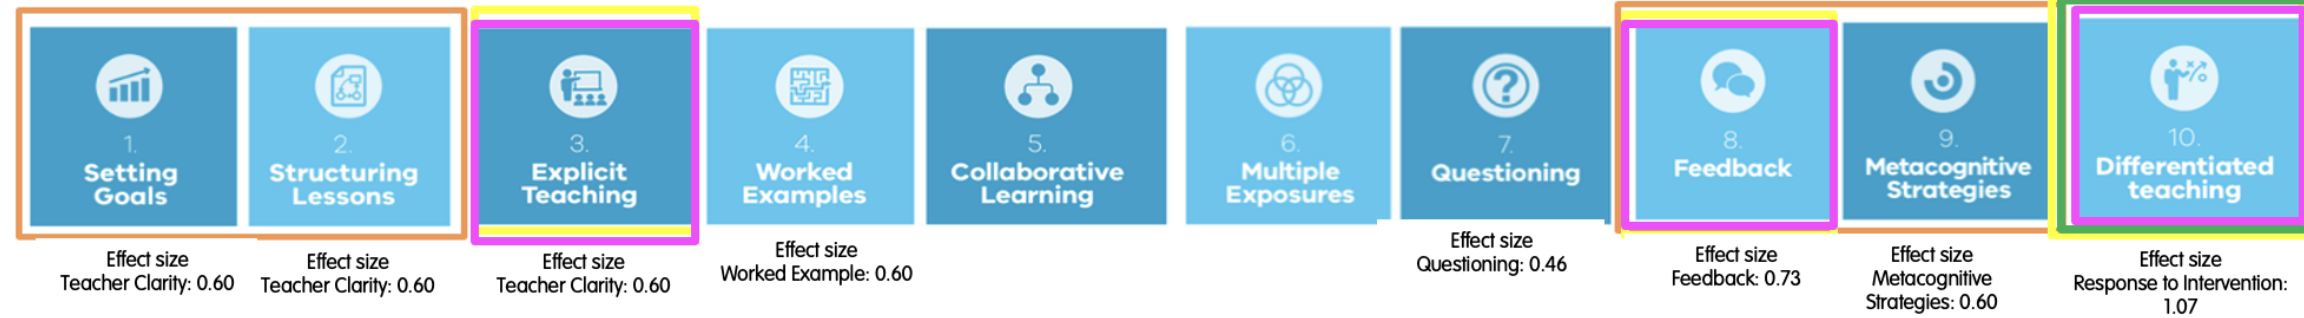 1.
Setting
Goals
Effect size
Teacher Clarity: 0.60
2.
Structuring
Lessons
Effect size
Teacher Clarity: 0.60
3.
Explicit
Teaching
Effect size
Teacher Clarity: 0.60
4.
Worked
Examples
Effect size
Worked Example: 0.60
5.
Collaborative
Learning
6.
Multiple
Exposures
7.
Questioning
Effect size
Questioning: 0.46
8.
Feedback
Effect size
Feedback: 0.73
9.
Metacognitive
Strategies
Effect size
Metacognitive
Strategies: 0.60
10.
Differentiated
teaching
Effect size
Response to Intervention:
1.07